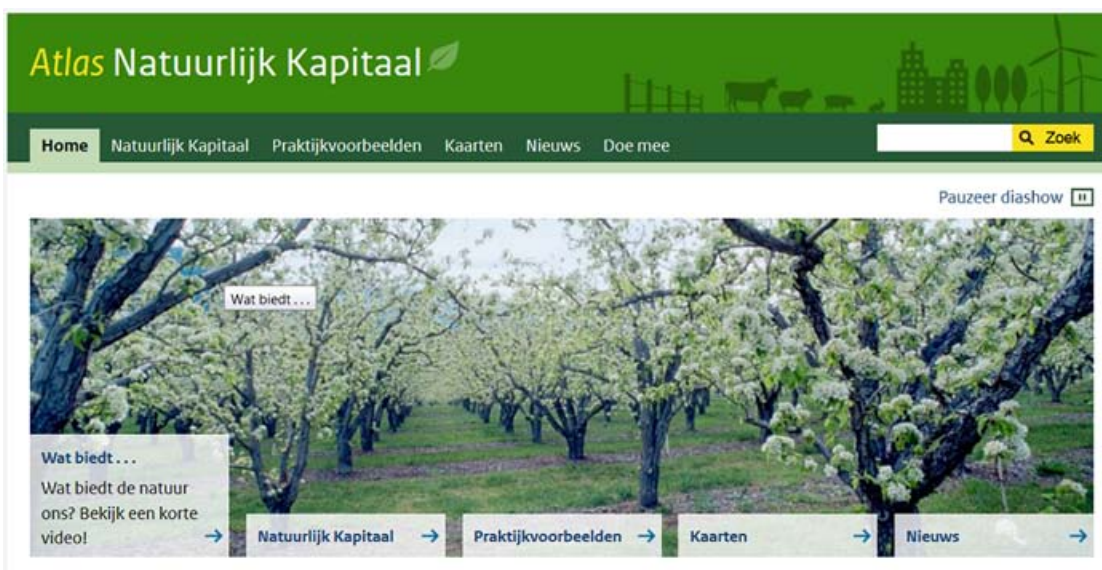 Atlas Natuurlijk Kapitaal
Home Natuurlijk Kapitaal Praktijkvoorbeelden Kaarten Nieuws Doe mee Zoek
Pauzeer diashow
Wat biedt . . .
Wat biedt . . .
Wat biedt de natuur
ons? Bekijk een korte
video!
Natuurlijk Kapitaal
Praktijkvoorbeelden
Kaarten
Nieuws